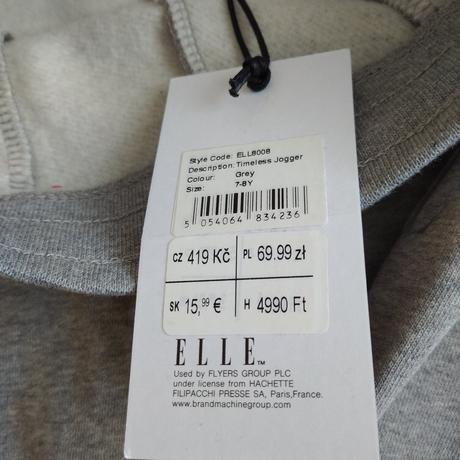 Style Code: ELL8008
Description: Timeless Jogger
Colour: Grey
Size: 7-8Y
5 054064 834236
CZ 419 Kč PL 69.99 zł
SK 15,99 € H 4990 Ft
ELLE™
Used by FLYERS GROUP PLC
under license from HACHETTE
FILIPACCHI PRESSE SA, Paris,France.
www.brandmachinegroup.com